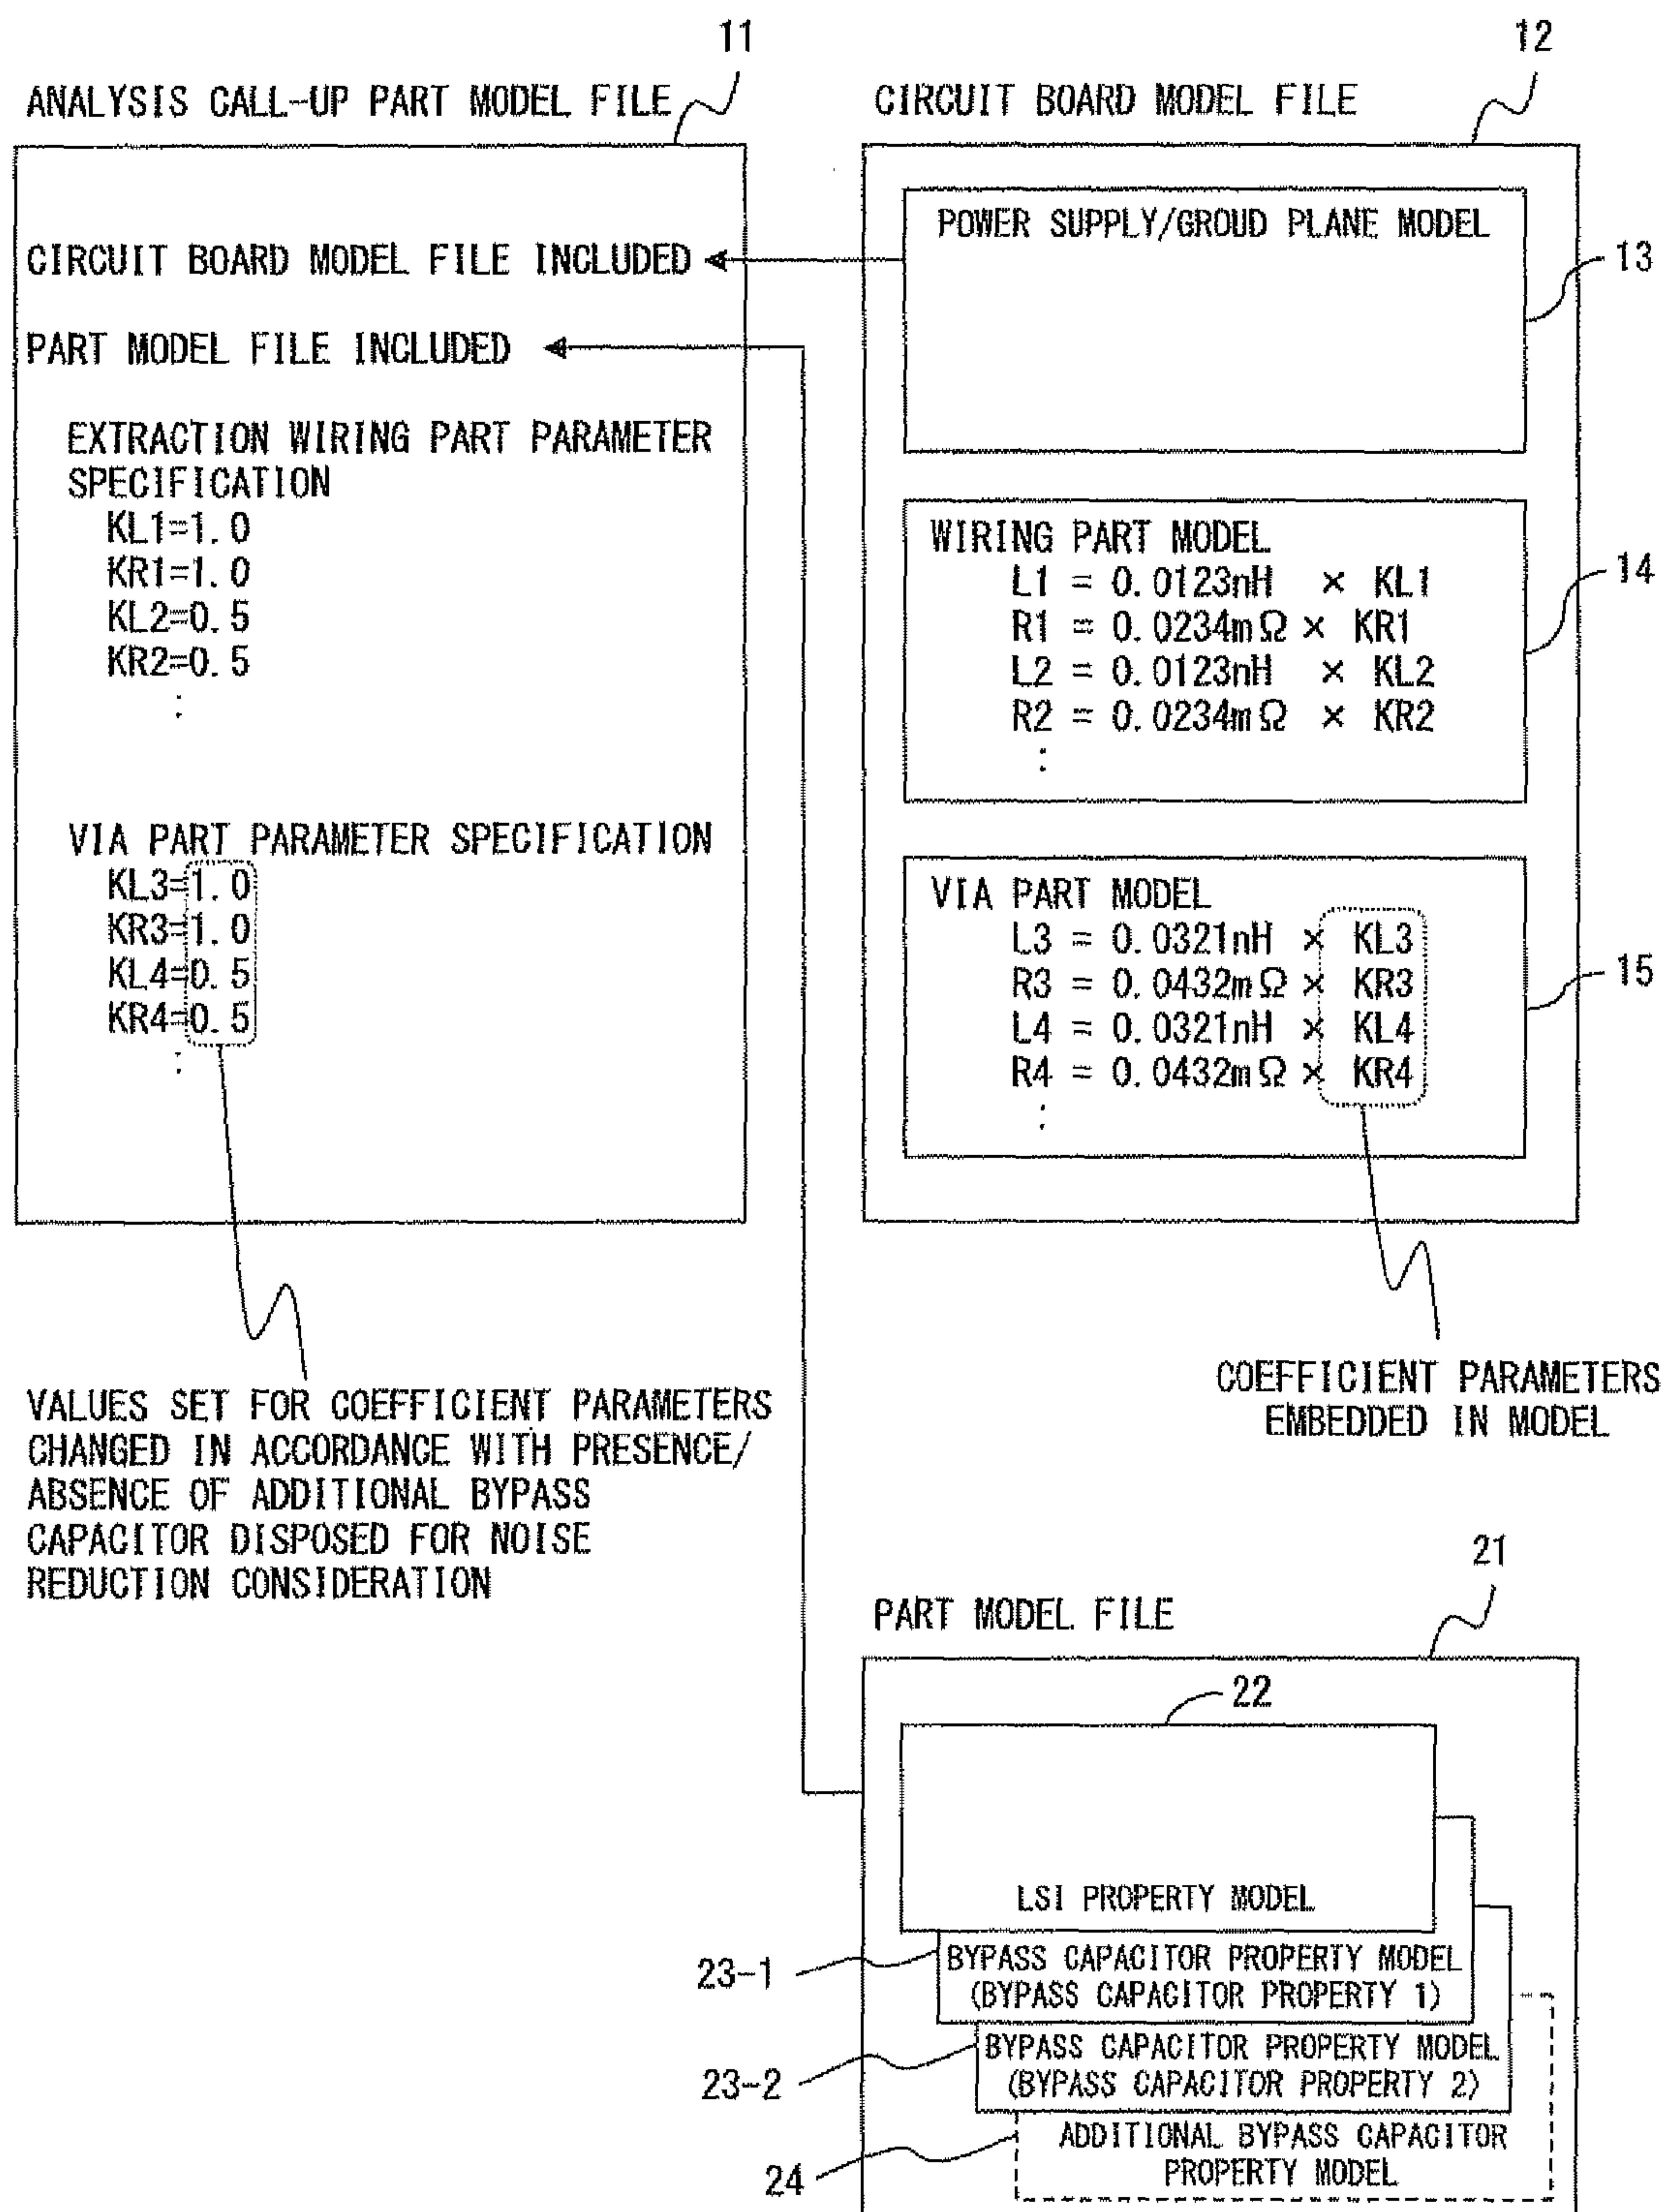 11
ANALYSIS CALL-UP PART MODEL FILE
CIRCUIT BOARD MODEL FILE INCLUDED
PART MODEL FILE INCLUDED
EXTRACTION WIRING PART PARAMETER
SPECIFICATION
KL1=1.0
KR1=1.0
KL2=0.5
KR2=0.5
:
VIA PART PARAMETER SPECIFICATION
KL3=1.0
KR3=1.0
KL4=0.5
KR4=0.5
:
VALUES SET FOR COEFFICIENT PARAMETERS
CHANGED IN ACCORDANCE WITH PRESENCE/
ABSENCE OF ADDITIONAL BYPASS
CAPACITOR DISPOSED FOR NOISE
REDUCTION CONSIDERATION
12
CIRCUIT BOARD MODEL FILE
POWER SUPPLY/GROUD PLANE MODEL
13
WIRING PART MODEL
L1 = 0.0123nH × KL1
R1 = 0.0234mΩ × KR1
L2 = 0.0123nH × KL2
R2 = 0.0234mΩ × KR2
:
14
VIA PART MODEL
L3 = 0.0321nH × KL3
R3 = 0.0432mΩ × KR3
L4 = 0.0321nH × KL4
R4 = 0.0432mΩ × KR4
:
15
COEFFICIENT PARAMETERS
EMBEDDED IN MODEL
21
PART MODEL FILE
22
LSI PROPERTY MODEL
23-1
BYPASS CAPACITOR PROPERTY MODEL
(BYPASS CAPACITOR PROPERTY 1)
23-2
BYPASS CAPACITOR PROPERTY MODEL
(BYPASS CAPACITOR PROPERTY 2)
24
ADDITIONAL BYPASS CAPACITOR
PROPERTY MODEL